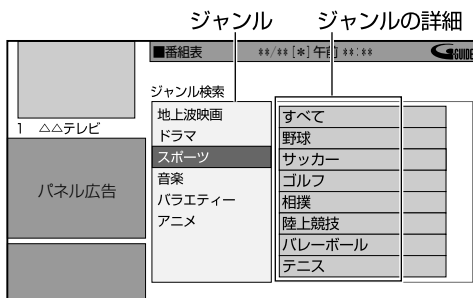 ジャンル ジャンルの詳細
■番組表 **/**[*]午前**:** GGUIDE
ジャンル検索
1 △△テレビ
パネル広告
地上波映画
ドラマ
スポーツ
音楽
バラエティー
アニメ
すべて
野球
サッカー
ゴルフ
相撲
陸上競技
バレーボール
テニス